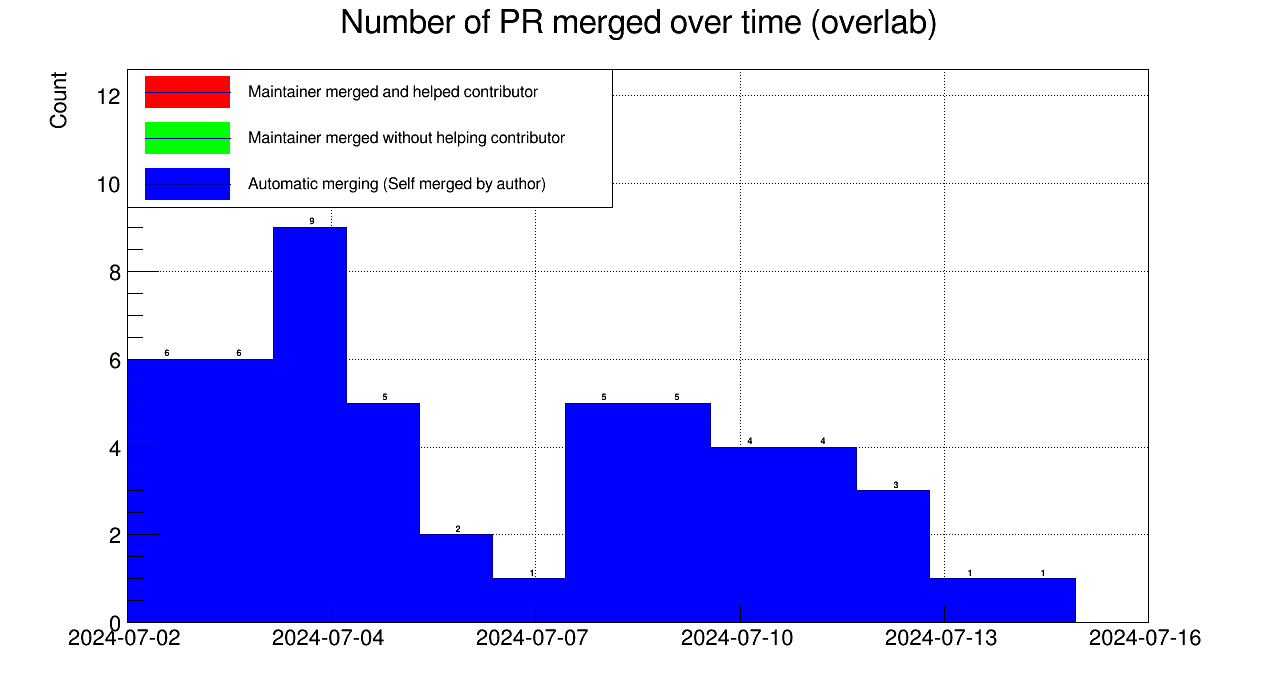 Number of PR merged over time (overlab)
Count
Maintainer merged and helped contributor
Maintainer merged without helping contributor
Automatic merging (Self merged by author)
12
10
8
6
4
2
0
6 6 9 5 2 1 5 5 4 4 3 1 1
2024-07-02 2024-07-04 2024-07-07 2024-07-10 2024-07-13 2024-07-16